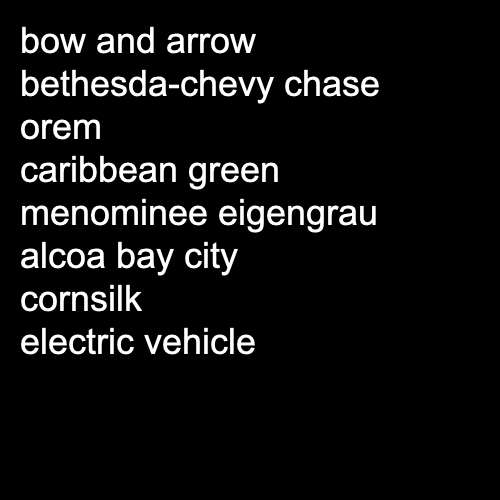 bow and arrow
bethesda-chevy chase
orem
caribbean green
menominee eigengrau
alcoa bay city
cornsilk
electric vehicle